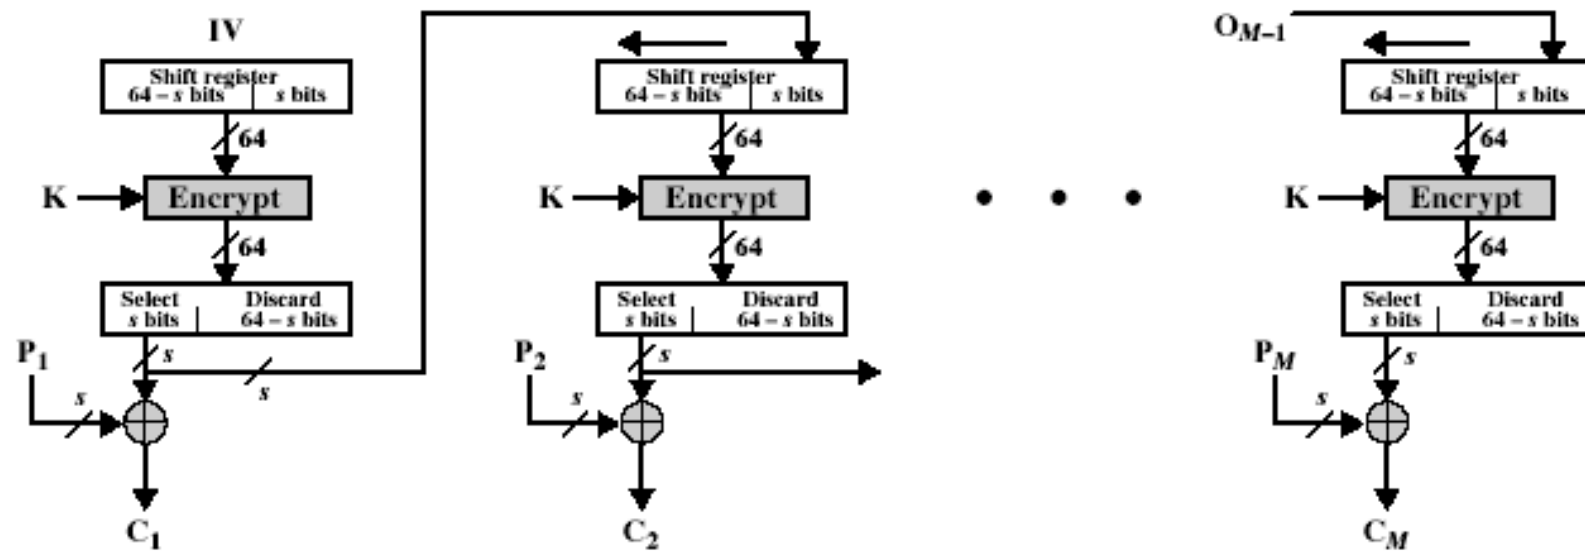 IV
Shift register
64 – s bits | s bits
64
K
Encrypt
64
Select Discard
s bits | 64 – s bits
P1
s
s
s
C1
Shift register
64 – s bits | s bits
64
K
Encrypt
64
Select Discard
s bits | 64 – s bits
P2
s
s
C2
• • •
OM–1
Shift register
64 – s bits | s bits
64
K
Encrypt
64
Select Discard
s bits | 64 – s bits
PM
s
s
CM